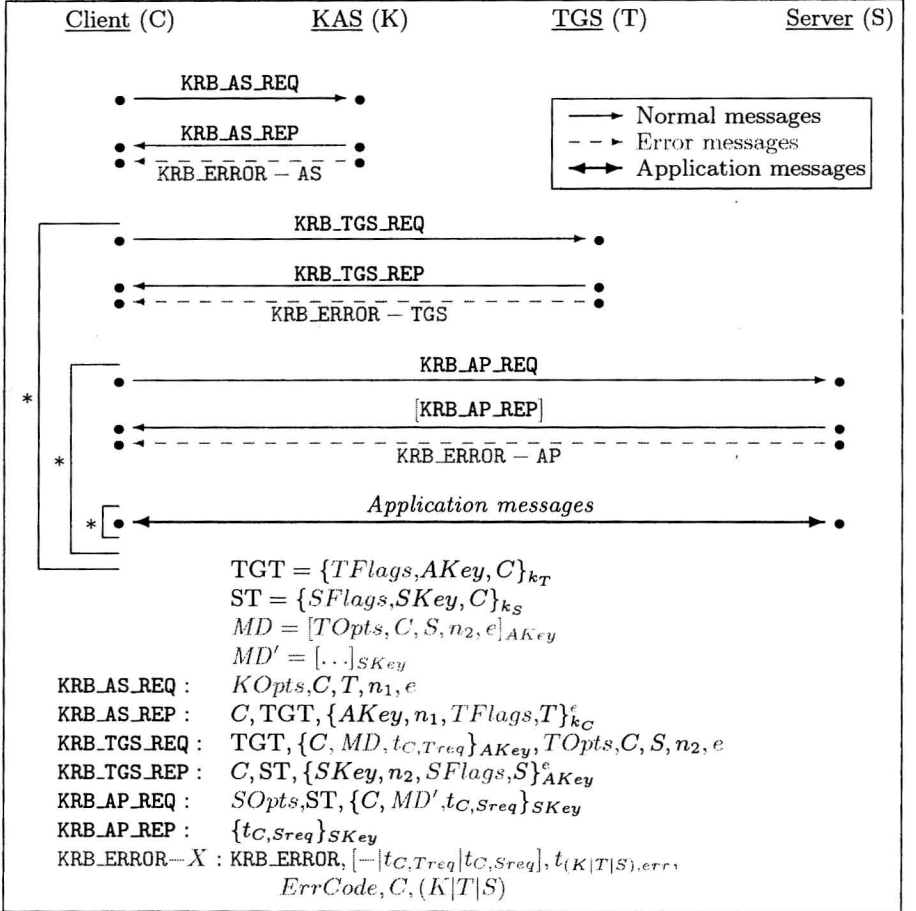 Client (C) KAS (K) TGS (T) Server (S)
KRB_AS_REQ
KRB_AS_REP
KRB_ERROR – AS
Normal messages
Error messages
Application messages
KRB_TGS_REQ
KRB_TGS_REP
KRB_ERROR – TGS
KRB_AP_REQ
*
[KRB_AP_REP]
KRB_ERROR – AP
*
Application messages
*
TGT = {TFlags, AKey, C}_{k_T}
ST = {SFlags, SKey, C}_{k_S}
MD = [TOpts, C, S, n_2, e]_{AKey}
MD′ = [...]_{SKey}
KRB_AS_REQ : KOpts, C, T, n_1, e
KRB_AS_REP : C, TGT, {AKey, n_1, TFlags, T}^e_{k_C}
KRB_TGS_REQ : TGT, {C, MD, t_{C,Treq}}_{AKey}, TOpts, C, S, n_2, e
KRB_TGS_REP : C, ST, {SKey, n_2, SFlags, S}^e_{AKey}
KRB_AP_REQ : SOpts, ST, {C, MD′, t_{C,Sreq}}_{SKey}
KRB_AP_REP : {t_{C,Sreq}}_{SKey}
KRB_ERROR–X : KRB_ERROR, [–|t_{C,Treq}|t_{C,Sreq}], t_{(K|T|S),err},
ErrCode, C, (K|T|S)